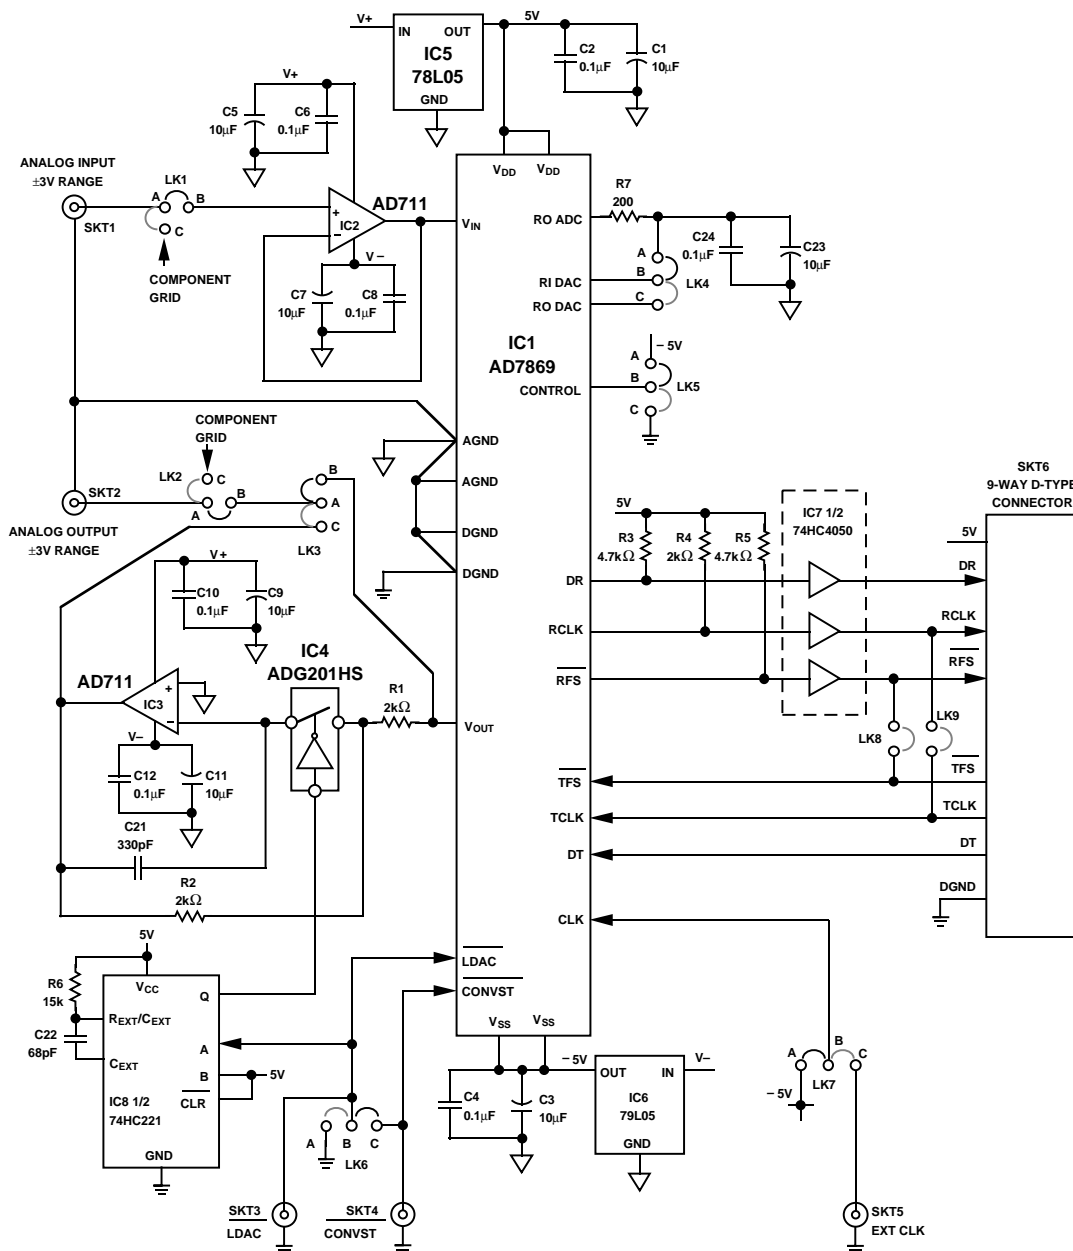 V+
IN
OUT
IC5
78L05
GND
5V
C2
0.1µF
C1
10µF
V+
C5
10µF
C6
0.1µF
ANALOG INPUT
±3V RANGE
LK1
A
B
C
SKT1
COMPONENT
GRID
AD711
+
IC2
–
V –
C7
10µF
C8
0.1µF
VDD
VDD
VIN
RO ADC
RI DAC
RO DAC
IC1
AD7869
CONTROL
R7
200
A
B
C
LK4
C24
0.1µF
C23
10µF
– 5V
A
B
C
LK5
COMPONENT
GRID
LK2
C
B
A
SKT2
ANALOG OUTPUT
±3V RANGE
B
A
C
LK3
AGND
AGND
DGND
DGND
SKT6
9-WAY D-TYPE
CONNECTOR
5V
R3
4.7kΩ
R4
2kΩ
R5
4.7kΩ
IC7 1/2
74HC4050
5V
DR
DR
RCLK
RCLK
RFS
RFS
LK8
LK9
TFS
TFS
TCLK
TCLK
DT
DT
DGND
V+
C10
0.1µF
C9
10µF
AD711
+
IC3
–
V–
C12
0.1µF
C11
10µF
IC4
ADG201HS
R1
2kΩ
VOUT
C21
330pF
R2
2kΩ
CLK
5V
R6
15k
C22
68pF
VCC
REXT/CEXT
CEXT
Q
A
B
CLR
5V
IC8 1/2
74HC221
GND
LDAC
CONVST
VSS
VSS
– 5V
C4
0.1µF
C3
10µF
OUT
IN
V–
IC6
79L05
GND
A
B
C
LK6
A
B
C
LK7
– 5V
SKT3
LDAC
SKT4
CONVST
SKT5
EXT CLK